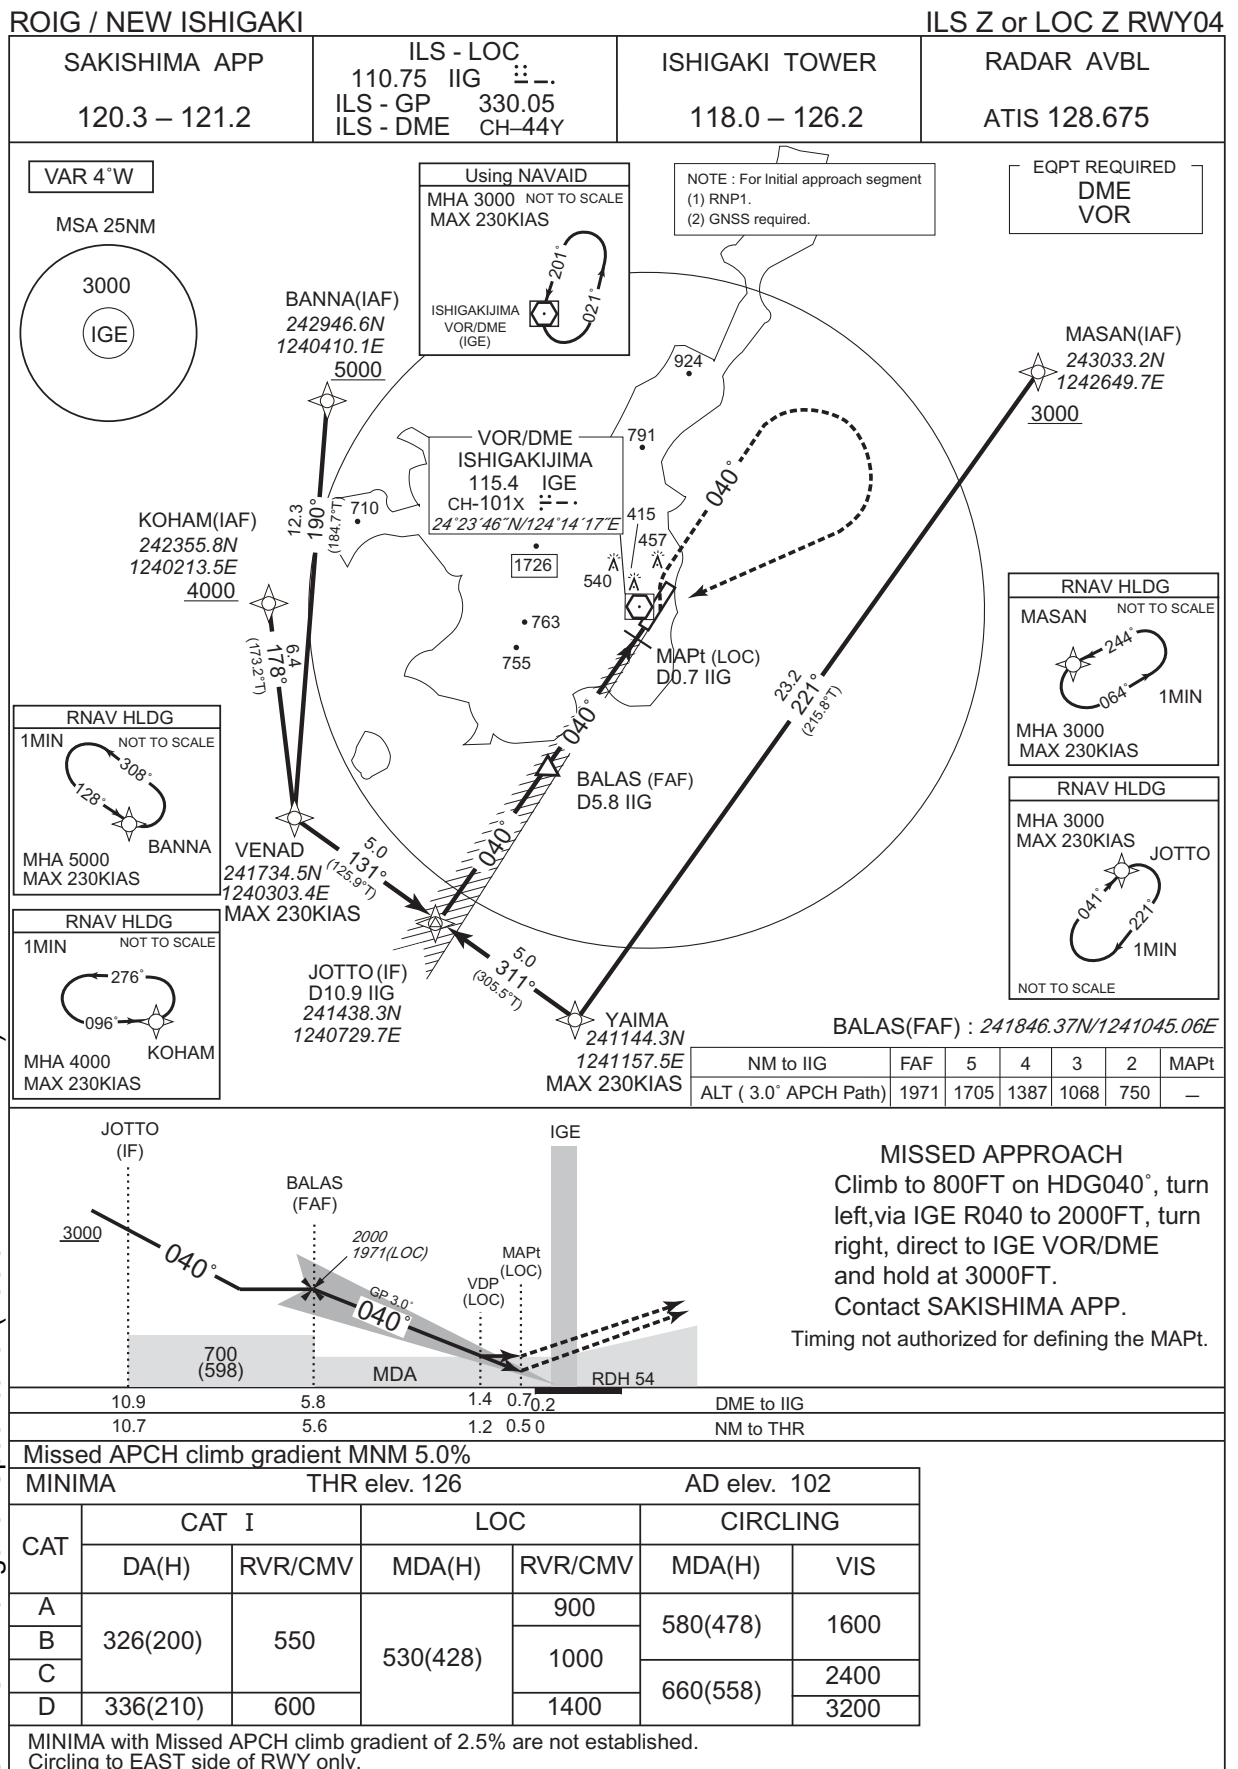 ROIG / NEW ISHIGAKI
ILS Z or LOC Z RWY04
SAKISHIMA APP
120.3 – 121.2
ILS - LOC
110.75 IIG
ILS - GP 330.05
ILS - DME CH–44Y
ISHIGAKI TOWER
118.0 – 126.2
RADAR AVBL
ATIS 128.675
VAR 4˚W
MSA 25NM
3000
IGE
Using NAVAID
MHA 3000 NOT TO SCALE
MAX 230KIAS
201˚
021˚
ISHIGAKIJIMA
VOR/DME
(IGE)
NOTE : For Initial approach segment
(1) RNP1.
(2) GNSS required.
EQPT REQUIRED
DME
VOR
BANNA(IAF)
242946.6N
1240410.1E
5000
MASAN(IAF)
243033.2N
1242649.7E
3000
924
791
VOR/DME
ISHIGAKIJIMA
115.4 IGE
CH-101X
24˚23´46˝N/124˚14´17˝E
040˚
710
12.3
190°
(184.7°T)
KOHAM(IAF)
242355.8N
1240213.5E
4000
415
457
540
1726
763
755
6.4
178°
(173.2°T)
MAPt (LOC)
D0.7 IIG
23.2
221°
(215.8°T)
RNAV HLDG
MASAN NOT TO SCALE
244˚
064˚
1MIN
MHA 3000
MAX 230KIAS
RNAV HLDG
1MIN NOT TO SCALE
308˚
128˚
BANNA
MHA 5000
MAX 230KIAS
040˚
BALAS (FAF)
D5.8 IIG
RNAV HLDG
MHA 3000
MAX 230KIAS
JOTTO
041˚
221˚
1MIN
NOT TO SCALE
VENAD
241734.5N
1240303.4E
MAX 230KIAS
5.0
131°
(125.9°T)
040˚
RNAV HLDG
1MIN NOT TO SCALE
276˚
096˚
KOHAM
MHA 4000
MAX 230KIAS
JOTTO (IF)
D10.9 IIG
241438.3N
1240729.7E
5.0
311°
(305.5°T)
YAIMA
241144.3N
1241157.5E
MAX 230KIAS
BALAS(FAF) : 241846.37N/1241045.06E
NM to IIG FAF 5 4 3 2 MAPt
ALT ( 3.0˚ APCH Path) 1971 1705 1387 1068 750 –
JOTTO
(IF)
BALAS
(FAF)
IGE
3000
040˚
2000
1971(LOC)
GP 3.0˚
040˚
VDP
(LOC)
MAPt
(LOC)
700
(598)
MDA
RDH 54
10.9 5.8 1.4 0.7 0.2 DME to IIG
10.7 5.6 1.2 0.5 0 NM to THR
MISSED APPROACH
Climb to 800FT on HDG040˚, turn
left,via IGE R040 to 2000FT, turn
right, direct to IGE VOR/DME
and hold at 3000FT.
Contact SAKISHIMA APP.
Timing not authorized for defining the MAPt.
Missed APCH climb gradient MNM 5.0%
MINIMA THR elev. 126 AD elev. 102
CAT CAT I LOC CIRCLING
DA(H) RVR/CMV MDA(H) RVR/CMV MDA(H) VIS
A 326(200) 550 530(428) 900 580(478) 1600
B 1000
C 660(558) 2400
D 336(210) 600 1400 3200
MINIMA with Missed APCH climb gradient of 2.5% are not established.
Circling to EAST side of RWY only.